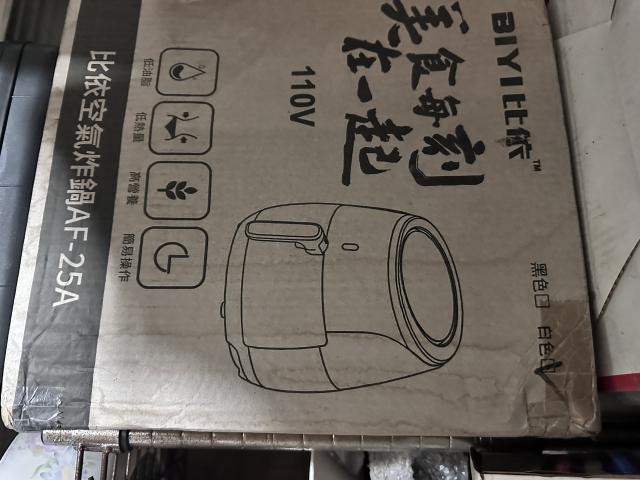 BIYI比依™
美食每刻
在一起
110V
低油脂
低熱量
高營養
簡易操作
黑色□ 白色☑
比依空氣炸鍋AF-25A